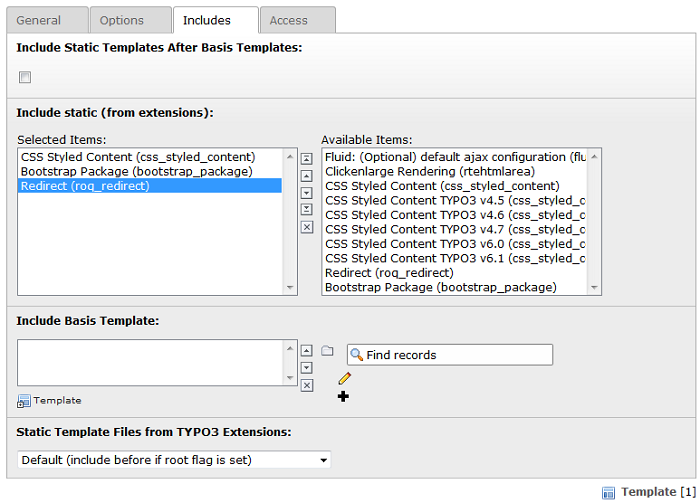 General Options Includes Access
Include Static Templates After Basis Templates:
Include static (from extensions):
Selected Items:
CSS Styled Content (css_styled_content)
Bootstrap Package (bootstrap_package)
Redirect (roq_redirect)
Available Items:
Fluid: (Optional) default ajax configuration (flu
Clickenlarge Rendering (rtehtmlarea)
CSS Styled Content (css_styled_content)
CSS Styled Content TYPO3 v4.5 (css_styled_c
CSS Styled Content TYPO3 v4.6 (css_styled_c
CSS Styled Content TYPO3 v4.7 (css_styled_c
CSS Styled Content TYPO3 v6.0 (css_styled_c
CSS Styled Content TYPO3 v6.1 (css_styled_c
Redirect (roq_redirect)
Bootstrap Package (bootstrap_package)
Include Basis Template:
Find records
Template
Static Template Files from TYPO3 Extensions:
Default (include before if root flag is set)
Template [1]